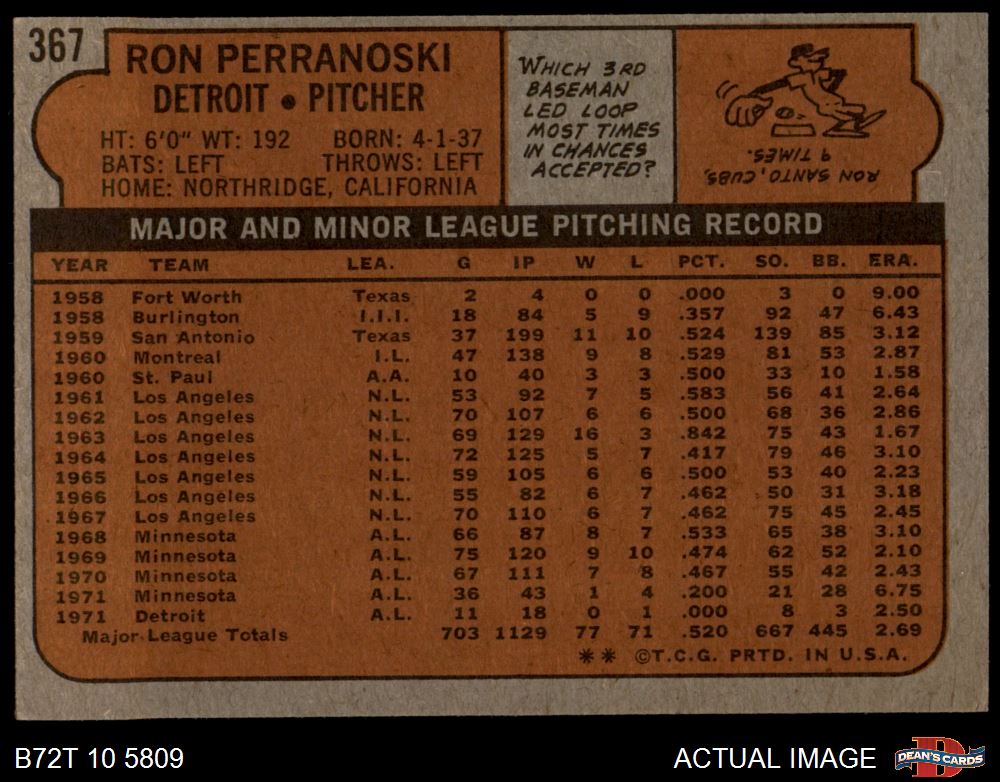 367
RON PERRANOSKI
DETROIT • PITCHER
HT: 6'0" WT: 192 BORN: 4-1-37
BATS: LEFT THROWS: LEFT
HOME: NORTHRIDGE, CALIFORNIA
WHICH 3RD
BASEMAN
LED LOOP
MOST TIMES
IN CHANCES
ACCEPTED?
RON SANTO, CUBS,
9 TIMES.
MAJOR AND MINOR LEAGUE PITCHING RECORD
YEAR TEAM LEA. G IP W L PCT. SO. BB. ERA.
1958 Fort Worth Texas 2 4 0 0 .000 3 0 9.00
1958 Burlington I.I.I. 18 84 5 9 .357 92 47 6.43
1959 San Antonio Texas 37 199 11 10 .524 139 85 3.12
1960 Montreal I.L. 47 138 9 8 .529 81 53 2.87
1960 St. Paul A.A. 10 40 3 3 .500 33 10 1.58
1961 Los Angeles N.L. 53 92 7 5 .583 56 41 2.64
1962 Los Angeles N.L. 70 107 6 6 .500 68 36 2.86
1963 Los Angeles N.L. 69 129 16 3 .842 75 43 1.67
1964 Los Angeles N.L. 72 125 5 7 .417 79 46 3.10
1965 Los Angeles N.L. 59 105 6 6 .500 53 40 2.23
1966 Los Angeles N.L. 55 82 6 7 .462 50 31 3.18
1967 Los Angeles N.L. 70 110 6 7 .462 75 45 2.45
1968 Minnesota A.L. 66 87 8 7 .533 65 38 3.10
1969 Minnesota A.L. 75 120 9 10 .474 62 52 2.10
1970 Minnesota A.L. 67 111 7 8 .467 55 42 2.43
1971 Minnesota A.L. 36 43 1 4 .200 21 28 6.75
1971 Detroit A.L. 11 18 0 1 .000 8 3 2.50
Major League Totals 703 1129 77 71 .520 667 445 2.69
** ©T.C.G. PRTD. IN U.S.A.
B72T 10 5809
ACTUAL IMAGE
D
DEAN'S CARDS